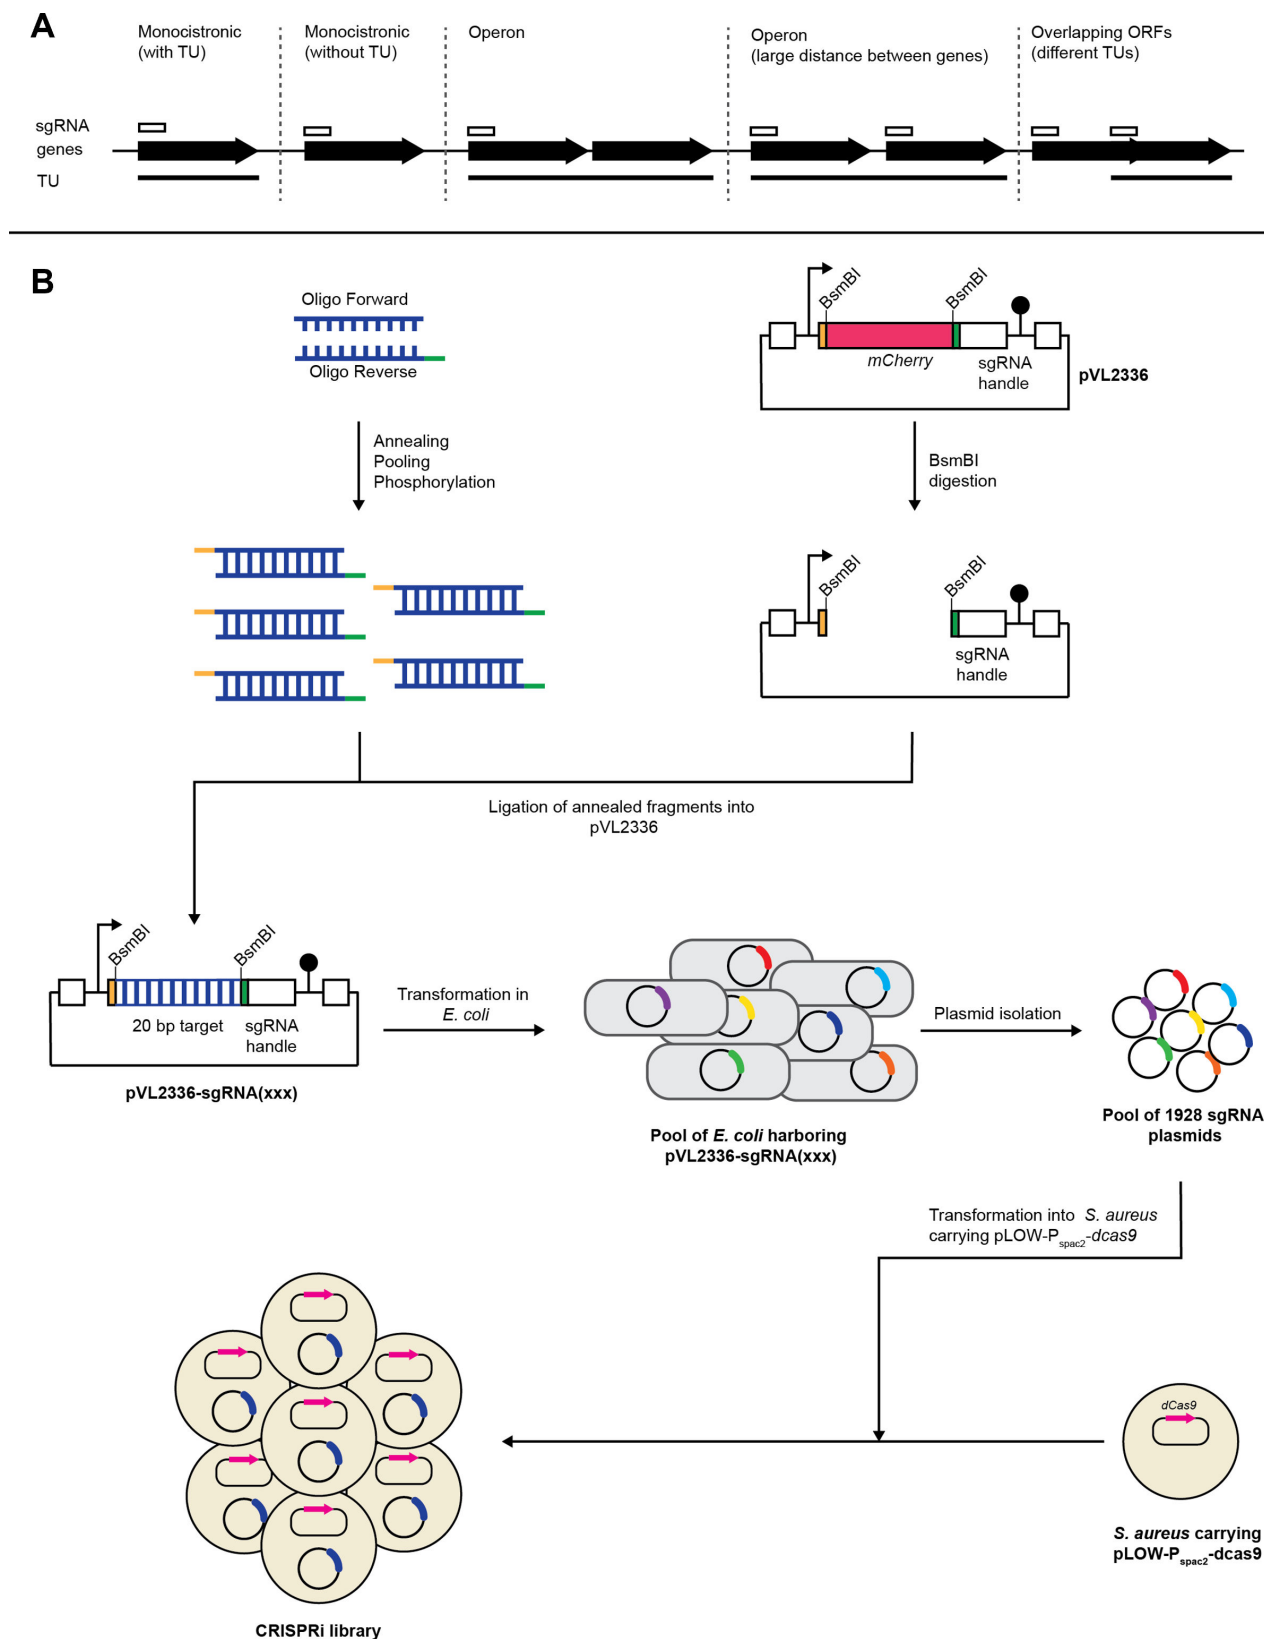 A
Monocistronic
(with TU)
Monocistronic
(without TU)
Operon
Operon
(large distance between genes)
Overlapping ORFs
(different TUs)
sgRNA
genes
TU
B
Oligo Forward
Oligo Reverse
Annealing
Pooling
Phosphorylation
BsmBI
BsmBI
mCherry
sgRNA
handle
pVL2336
BsmBI
digestion
BsmBI
BsmBI
sgRNA
handle
Ligation of annealed fragments into
pVL2336
BsmBI
BsmBI
20 bp target
sgRNA
handle
pVL2336-sgRNA(xxx)
Transformation in
E. coli
Pool of E. coli harboring
pVL2336-sgRNA(xxx)
Plasmid isolation
Pool of 1928 sgRNA
plasmids
Transformation into S. aureus
carrying pLOW-Pspac2-dcas9
dCas9
S. aureus carrying
pLOW-Pspac2-dcas9
CRISPRi library